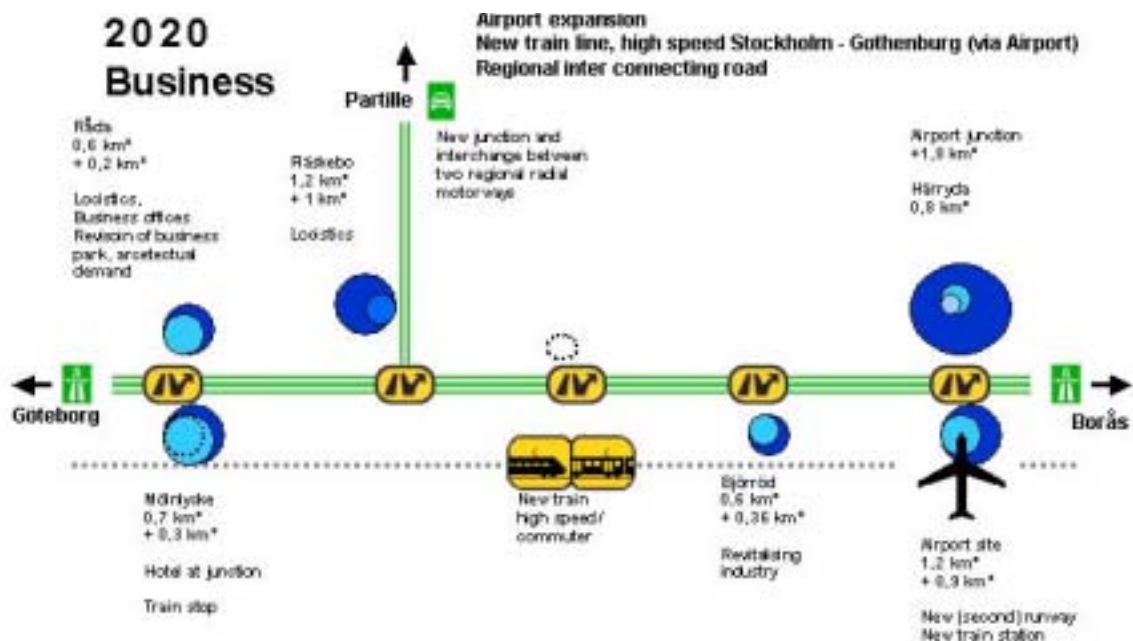 2020
Business
Airport expansion
New train line, high speed Stockholm - Gothenburg (via Airport)
Regional inter connecting road
Partille
New junction and
interchange between
two regional radial
motorways
Råda
0,6 km²
+ 0,2 km²
Logistics,
Business offices
Revisoin of business
park, arcetectual
demand
1,2 km²
+ 1 km²
Logistics
Airport junction
+1,8 km²
Härryda
0,8 km²
Göteborg
Borås
Mölnlyske
0,7 km²
+ 0,3 km²
Hotel at junction
Train stop
New train
high speed/
commuter
Björröd
0,6 km²
+ 0,36 km²
Revitalising
industry
Airport site
1,2 km²
+ 0,9 km²
New (second) runway
New train station